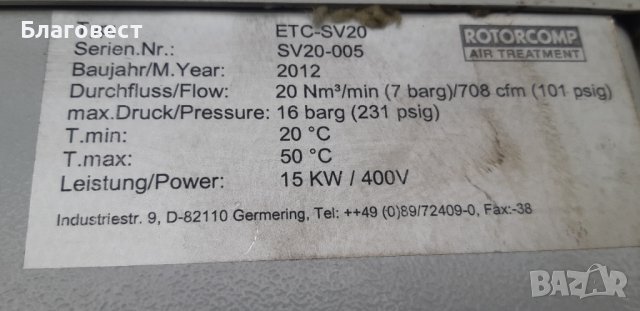 Благовест
ETC-SV20
Serien.Nr.: SV20-005
Baujahr/M.Year: 2012
Durchfluss/Flow: 20 Nm³/min (7 barg)/708 cfm (101 psig)
max.Druck/Pressure: 16 barg (231 psig)
T.min: 20 °C
T.max: 50 °C
Leistung/Power: 15 KW / 400V
Industriestr. 9, D-82110 Germering, Tel: ++49 (0)89/72409-0, Fax:-38
ROTORCOMP
AIR TREATMENT
bazar